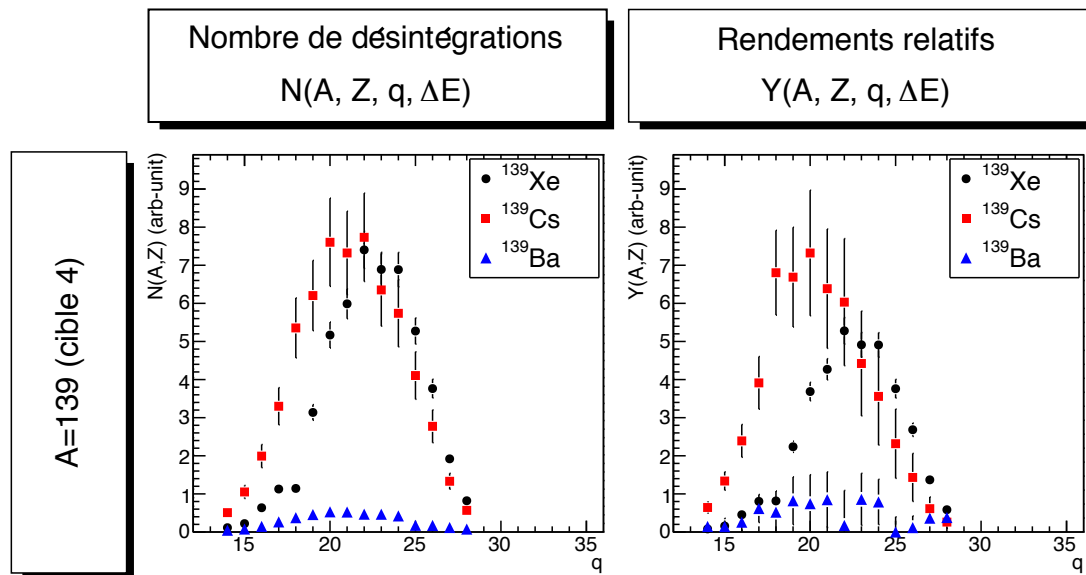 Nombre de désintégrations
N(A, Z, q, ΔE)
Rendements relatifs
Y(A, Z, q, ΔE)
A=139 (cible 4)
N(A,Z) (arb-unit)
9
8
7
6
5
4
3
2
1
0
15 20 25 30 35
q
¹³⁹Xe
¹³⁹Cs
¹³⁹Ba
Y(A,Z) (arb-unit)
9
8
7
6
5
4
3
2
1
0
15 20 25 30 35
q
¹³⁹Xe
¹³⁹Cs
¹³⁹Ba